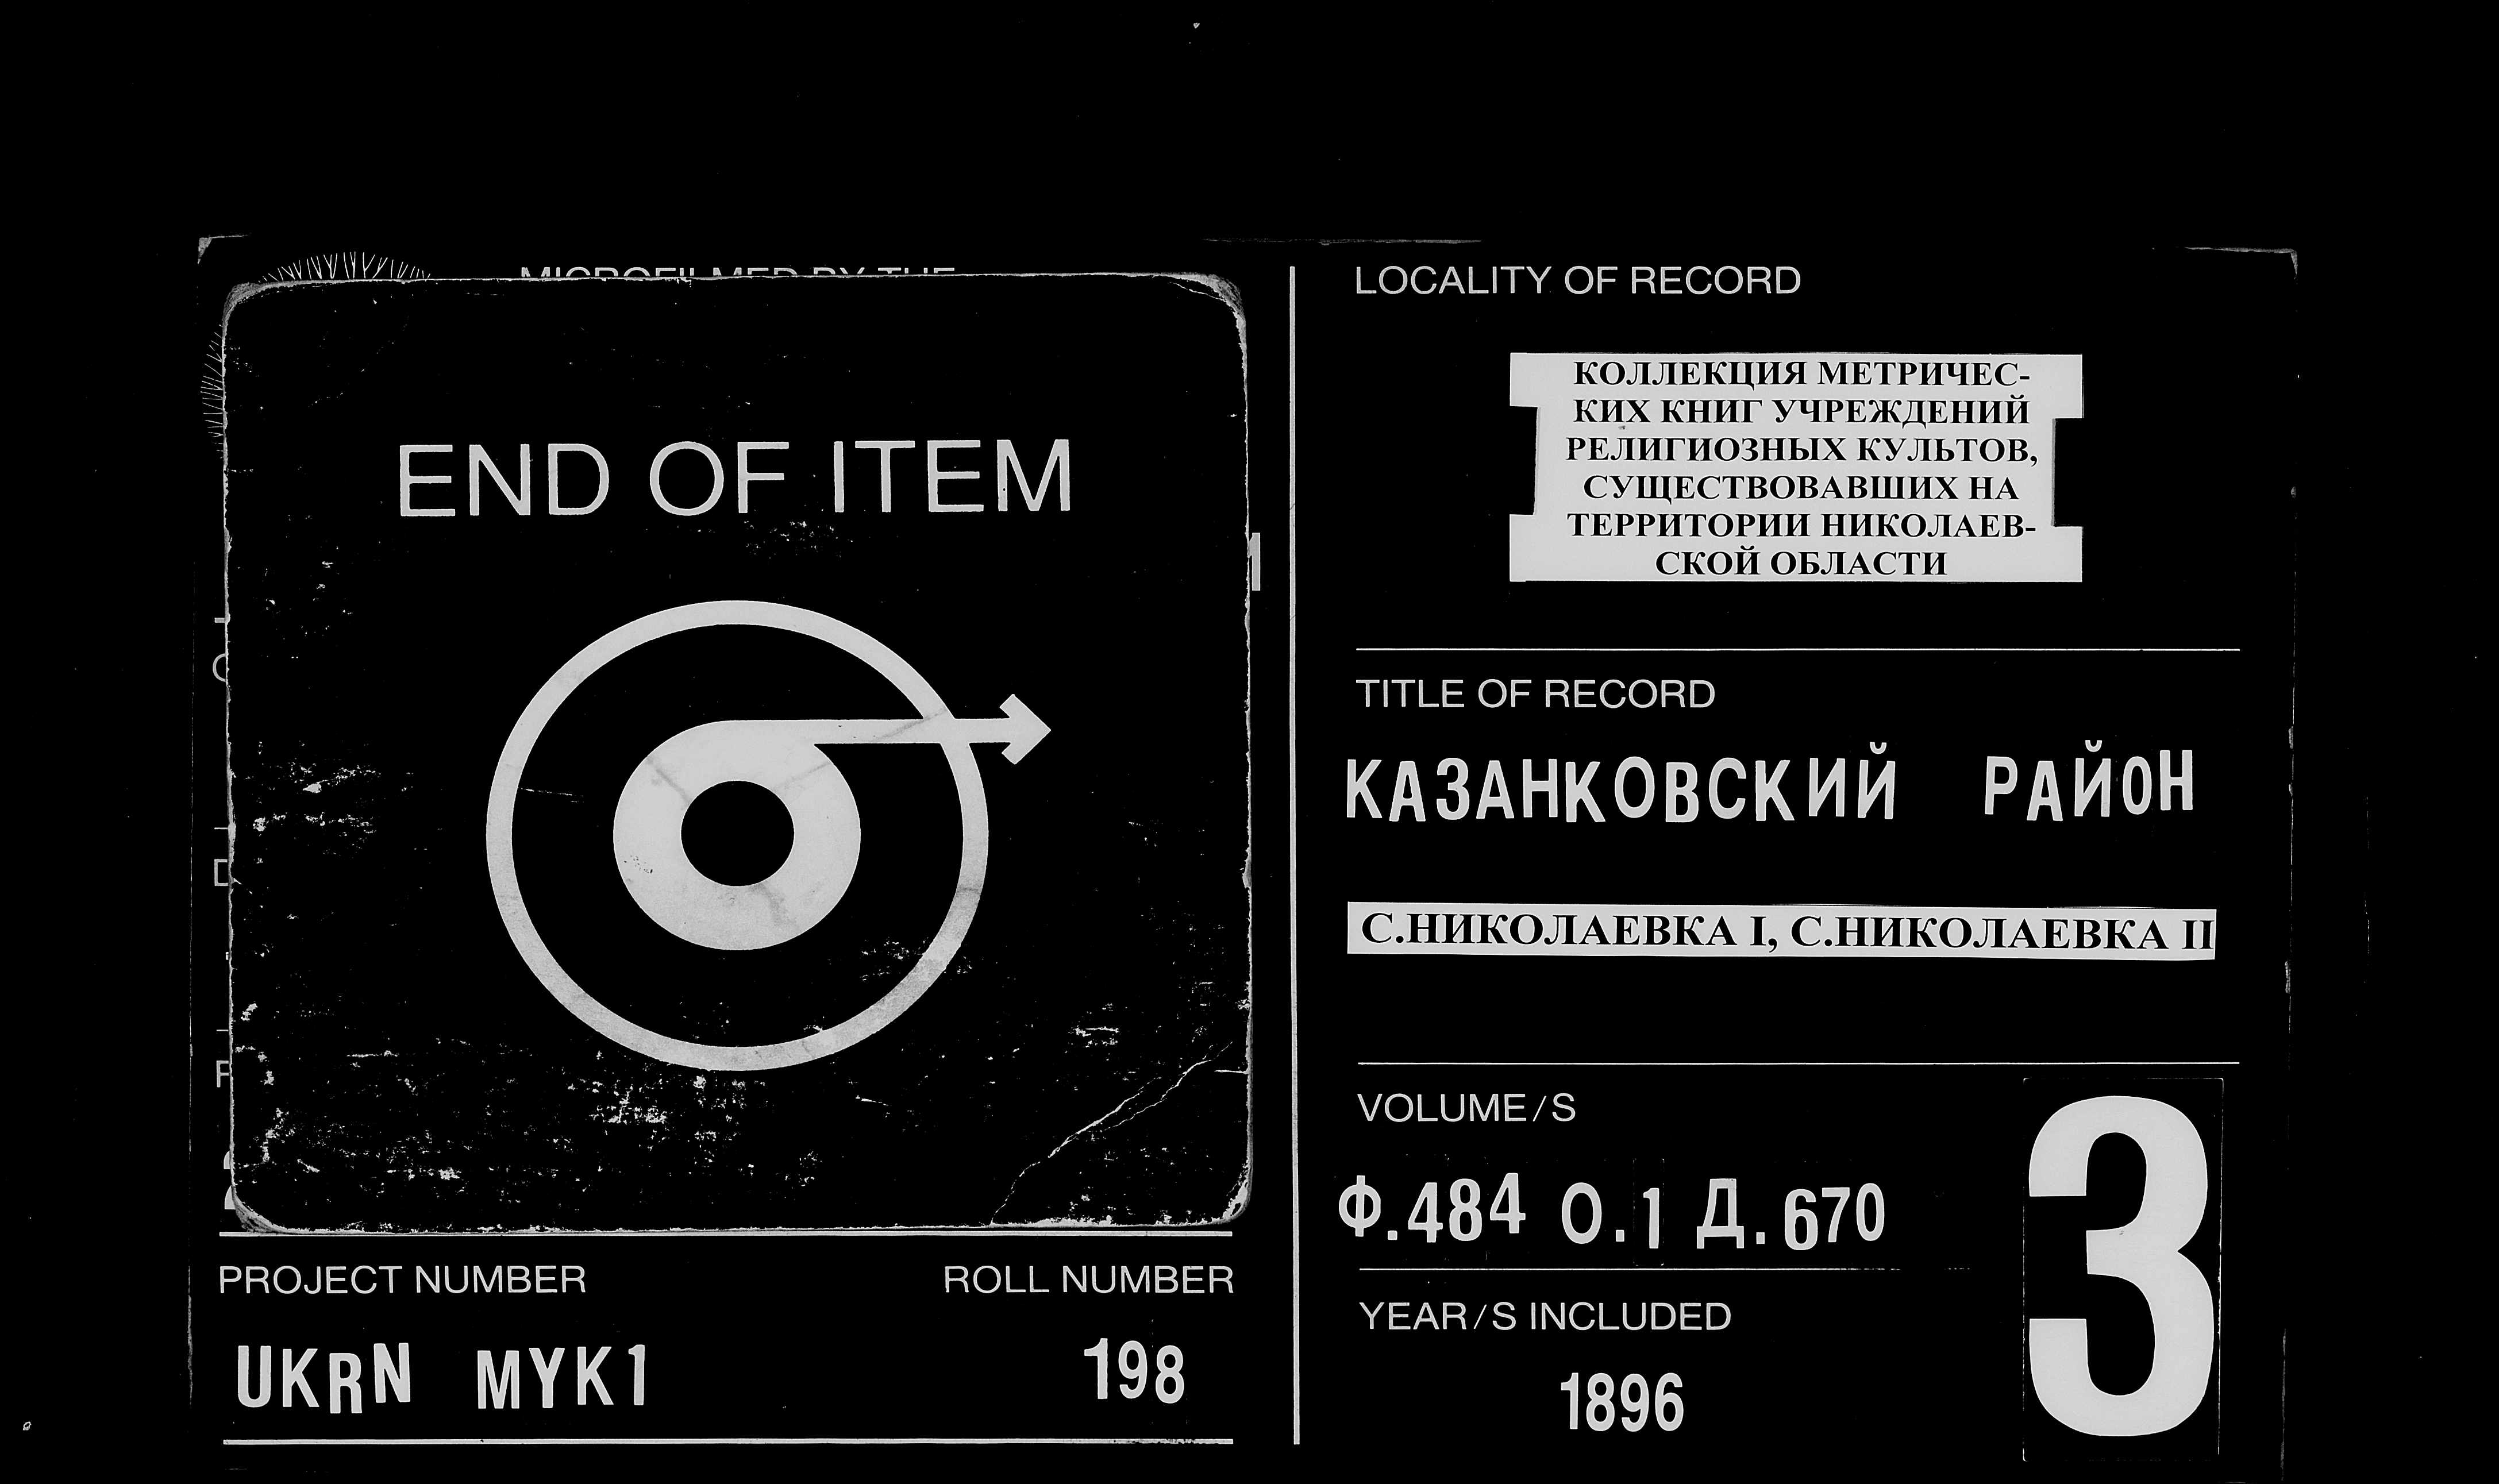 END OF ITEM
PROJECT NUMBER
ROLL NUMBER
UKRN MYK1
198
LOCALITY OF RECORD
КОЛЛЕКЦИЯ МЕТРИЧЕС-
КИХ КНИГ УЧРЕЖДЕНИЙ
РЕЛИГИОЗНЫХ КУЛЬТОВ,
СУЩЕСТВОВАВШИХ НА
ТЕРРИТОРИИ НИКОЛАЕВ-
СКОЙ ОБЛАСТИ
TITLE OF RECORD
КАЗАНКОВСКИЙ РАЙОН
С.НИКОЛАЕВКА I, С.НИКОЛАЕВКА II
VOLUME/S
Ф.484 О.1 Д.670
YEAR/S INCLUDED
1896
3